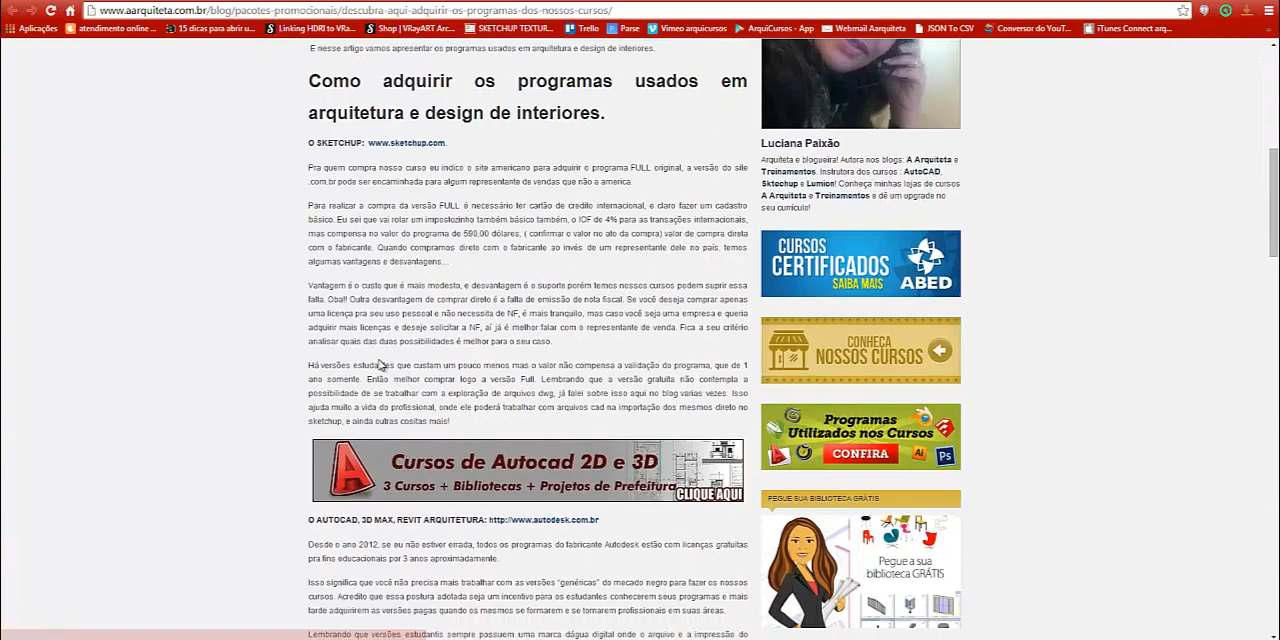 www.aarquiteta.com.br/blog/pacotes-promocionais/descubra-aqui-adquirir-os-programas-dos-nossos-cursos/
Aplicações
atendimento online ...
15 dicas para abrir u...
Linking HDRI to VRa...
Shop | VRayART Arc...
SKETCHUP TEXTUR...
Trello
Parse
Vimeo arquicursos
ArquiCursos - App
Webmail Aarquiteta
JSON To CSV
Conversor do YouT...
iTunes Connect arq...
E nesse artigo vamos apresentar os programas usados em arquitetura e design de interiores.
Como adquirir os programas usados em
arquitetura e design de interiores.
O SKETCHUP: www.sketchup.com.
Pra quem compra nosso curso eu indico o site americano para adquirir o programa FULL original, a versão do site
.com.br pode ser encaminhada para algum representante de vendas que não a america.
Para realizar a compra da versão FULL é necessário ter cartão de credito internacional, e claro fazer um cadastro
básico. Eu sei que vai rolar um impostozinho também básico também, o IOF de 4% para as transações internacionais,
mas compensa no valor do programa de 590,00 dólares, ( confirmar o valor no ato da compra) valor de compra direta
com o fabricante. Quando compramos direto com o fabricante ao invés de um representante dele no país, temos
algumas vantagens e desvantagens...
Vantagem é o custo que é mais modesto, e desvantagem é o suporte porém temos nossos cursos podem suprir essa
falta. Oba!! Outra desvantagem de comprar direto é a falta de emissão de nota fiscal. Se você deseja comprar apenas
uma licença pra seu uso pessoal e não necessita de NF, é mais tranquilo, mas caso você seja uma empresa e queria
adquirir mais licenças e deseje solicitar a NF, aí já é melhor falar com o representante de venda. Fica a seu critério
analisar quais das duas possibilidades é melhor para o seu caso.
Há versões estudantes que custam um pouco menos mas o valor não compensa a validação do programa, que de 1
ano somente. Então melhor comprar logo a versão Full. Lembrando que a versão gratuita não contempla a
possibilidade de se trabalhar com a exploração de arquivos dwg, já falei sobre isso aqui no blog varias vezes. Isso
ajuda muito a vida do profissional, onde ele poderá trabalhar com arquivos cad na importação dos mesmos direto no
sketchup, e ainda outras cositas mais!
Cursos de Autocad 2D e 3D
3 Cursos + Bibliotecas + Projetos de Prefeitura
CLIQUE AQUI
O AUTOCAD, 3D MAX, REVIT ARQUITETURA: http://www.autodesk.com.br
Desde o ano 2012, se eu não estiver errada, todos os programas do fabricante Autodesk estão com licenças gratuitas
pra fins educacionais por 3 anos aproximadamente.
Isso significa que você não precisa mais trabalhar com as versões "genéricas" do mecado negro para fazer os nossos
cursos. Acredito que essa postura adotada seja um incentivo para os estudantes conhecerem seus programas e mais
tarde adquirirem as versões pagas quando os mesmos se formarem e se tornarem profissionais em suas áreas.
Lembrando que versões estudantis sempre possuem uma marca dágua digital onde o arquivo e a impressão do
Luciana Paixão
Arquiteta e blogueira! Autora nos blogs: A Arquiteta e
Treinamentos. Instrutora dos cursos : AutoCAD,
Sktechup e Lumion! Conheça minhas lojas de cursos
A Arquiteta e Treinamentos e dê um upgrade no
seu currículo!
CURSOS
CERTIFICADOS
SAIBA MAIS
ABED
CONHEÇA
NOSSOS CURSOS
Programas
Utilizados nos Cursos
CONFIRA
Ai
Ps
PEGUE SUA BIBLIOTECA GRÁTIS
Pegue a sua
biblioteca GRÁTIS